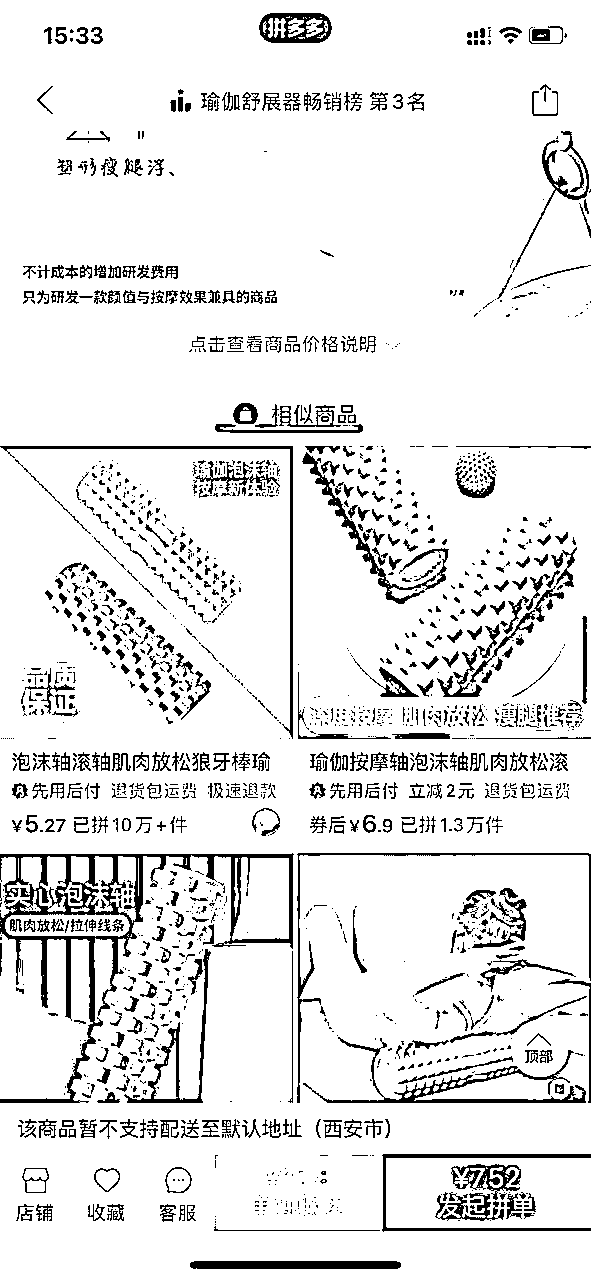 15:33
拼多多
瑜伽舒展器畅销榜 第3名
塑形瘦腿浮、
不计成本的增加研发费用
只为研发一款颜值与按摩效果兼具的商品
点击查看商品价格说明
相似商品
瑜伽泡沫轴
按摩新体验
品质
保证
深度按摩 肌肉放松 瘦腿推荐
泡沫轴滚轴肌肉放松狼牙棒瑜
先用后付 退货包运费 极速退款
¥5.27 已拼10万+件
瑜伽按摩轴泡沫轴肌肉放松滚
先用后付 立减2元 退货包运费
券后¥6.9 已拼1.3万件
实心泡沫轴
肌肉放松/拉伸线条
顶部
该商品暂不支持配送至默认地址（西安市）
店铺
收藏
客服
¥7.52
发起拼单